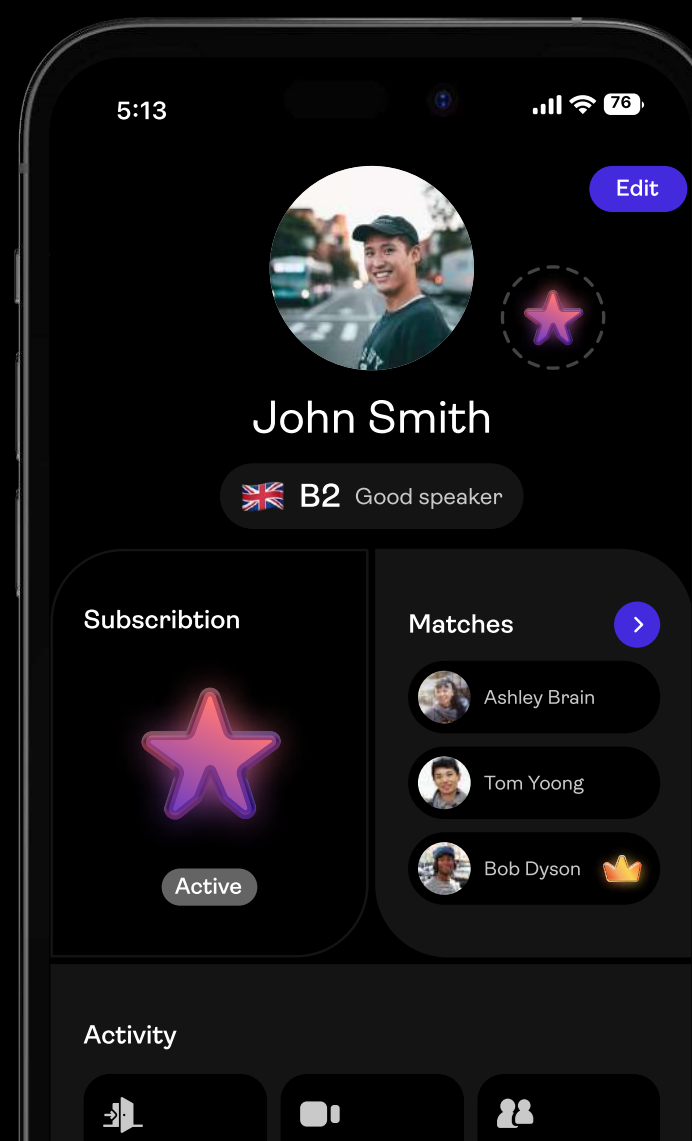 5:13
76
Edit
John Smith
B2 Good speaker
Subscribtion
Active
Matches
Ashley Brain
Tom Yoong
Bob Dyson
Activity